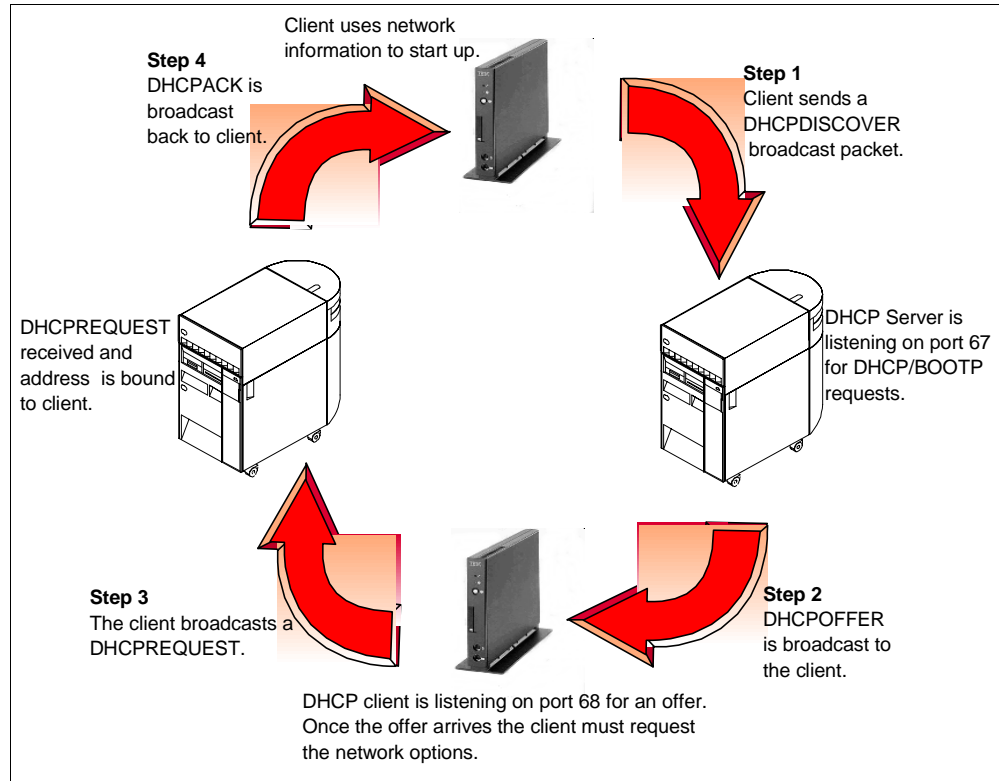 Client uses network
information to start up.
Step 4
DHCPACK is
broadcast
back to client.
Step 1
Client sends a
DHCPDISCOVER
broadcast packet.
DHCPREQUEST
received and
address is bound
to client.
DHCP Server is
listening on port 67
for DHCP/BOOTP
requests.
Step 3
The client broadcasts a
DHCPREQUEST.
Step 2
DHCPOFFER
is broadcast to
the client.
DHCP client is listening on port 68 for an offer.
Once the offer arrives the client must request
the network options.